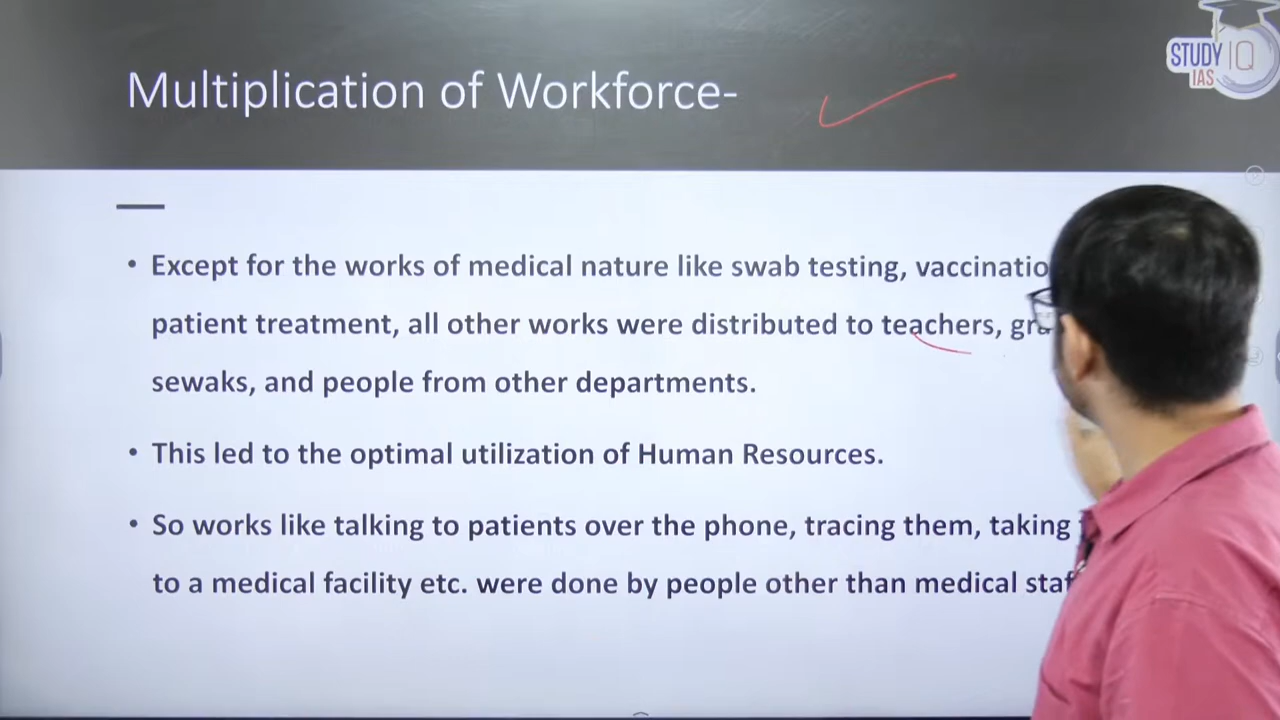 STUDY IQ
IAS
Multiplication of Workforce-
• Except for the works of medical nature like swab testing,
patient treatment, all other works were distributed to teachers,
sewaks, and people from other departments.
• This led to the optimal utilization of Human Resources.
• So works like talking to patients over the phone, tracing them, taking
to a medical facility etc. were done by people other than medical